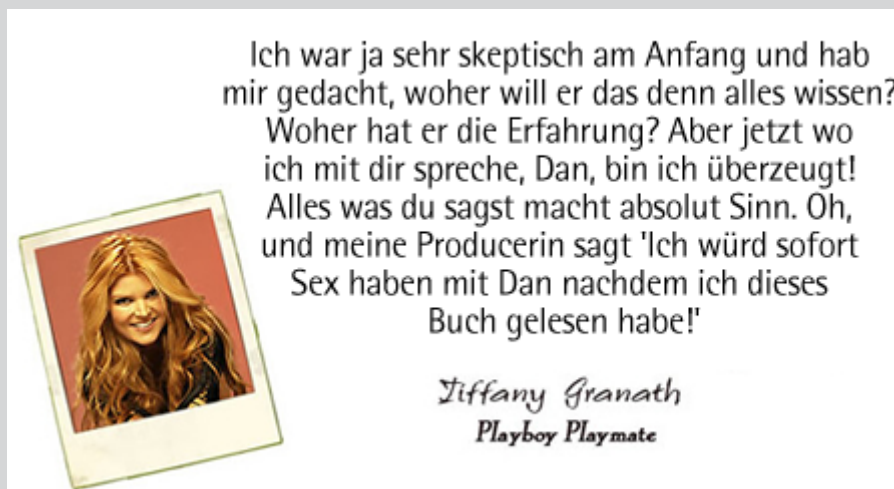 Ich war ja sehr skeptisch am Anfang und hab
mir gedacht, woher will er das denn alles wissen?
Woher hat er die Erfahrung? Aber jetzt wo
ich mit dir spreche, Dan, bin ich überzeugt!
Alles was du sagst macht absolut Sinn. Oh,
und meine Producerin sagt 'Ich würd sofort
Sex haben mit Dan nachdem ich dieses
Buch gelesen habe!'
Tiffany Granath
Playboy Playmate